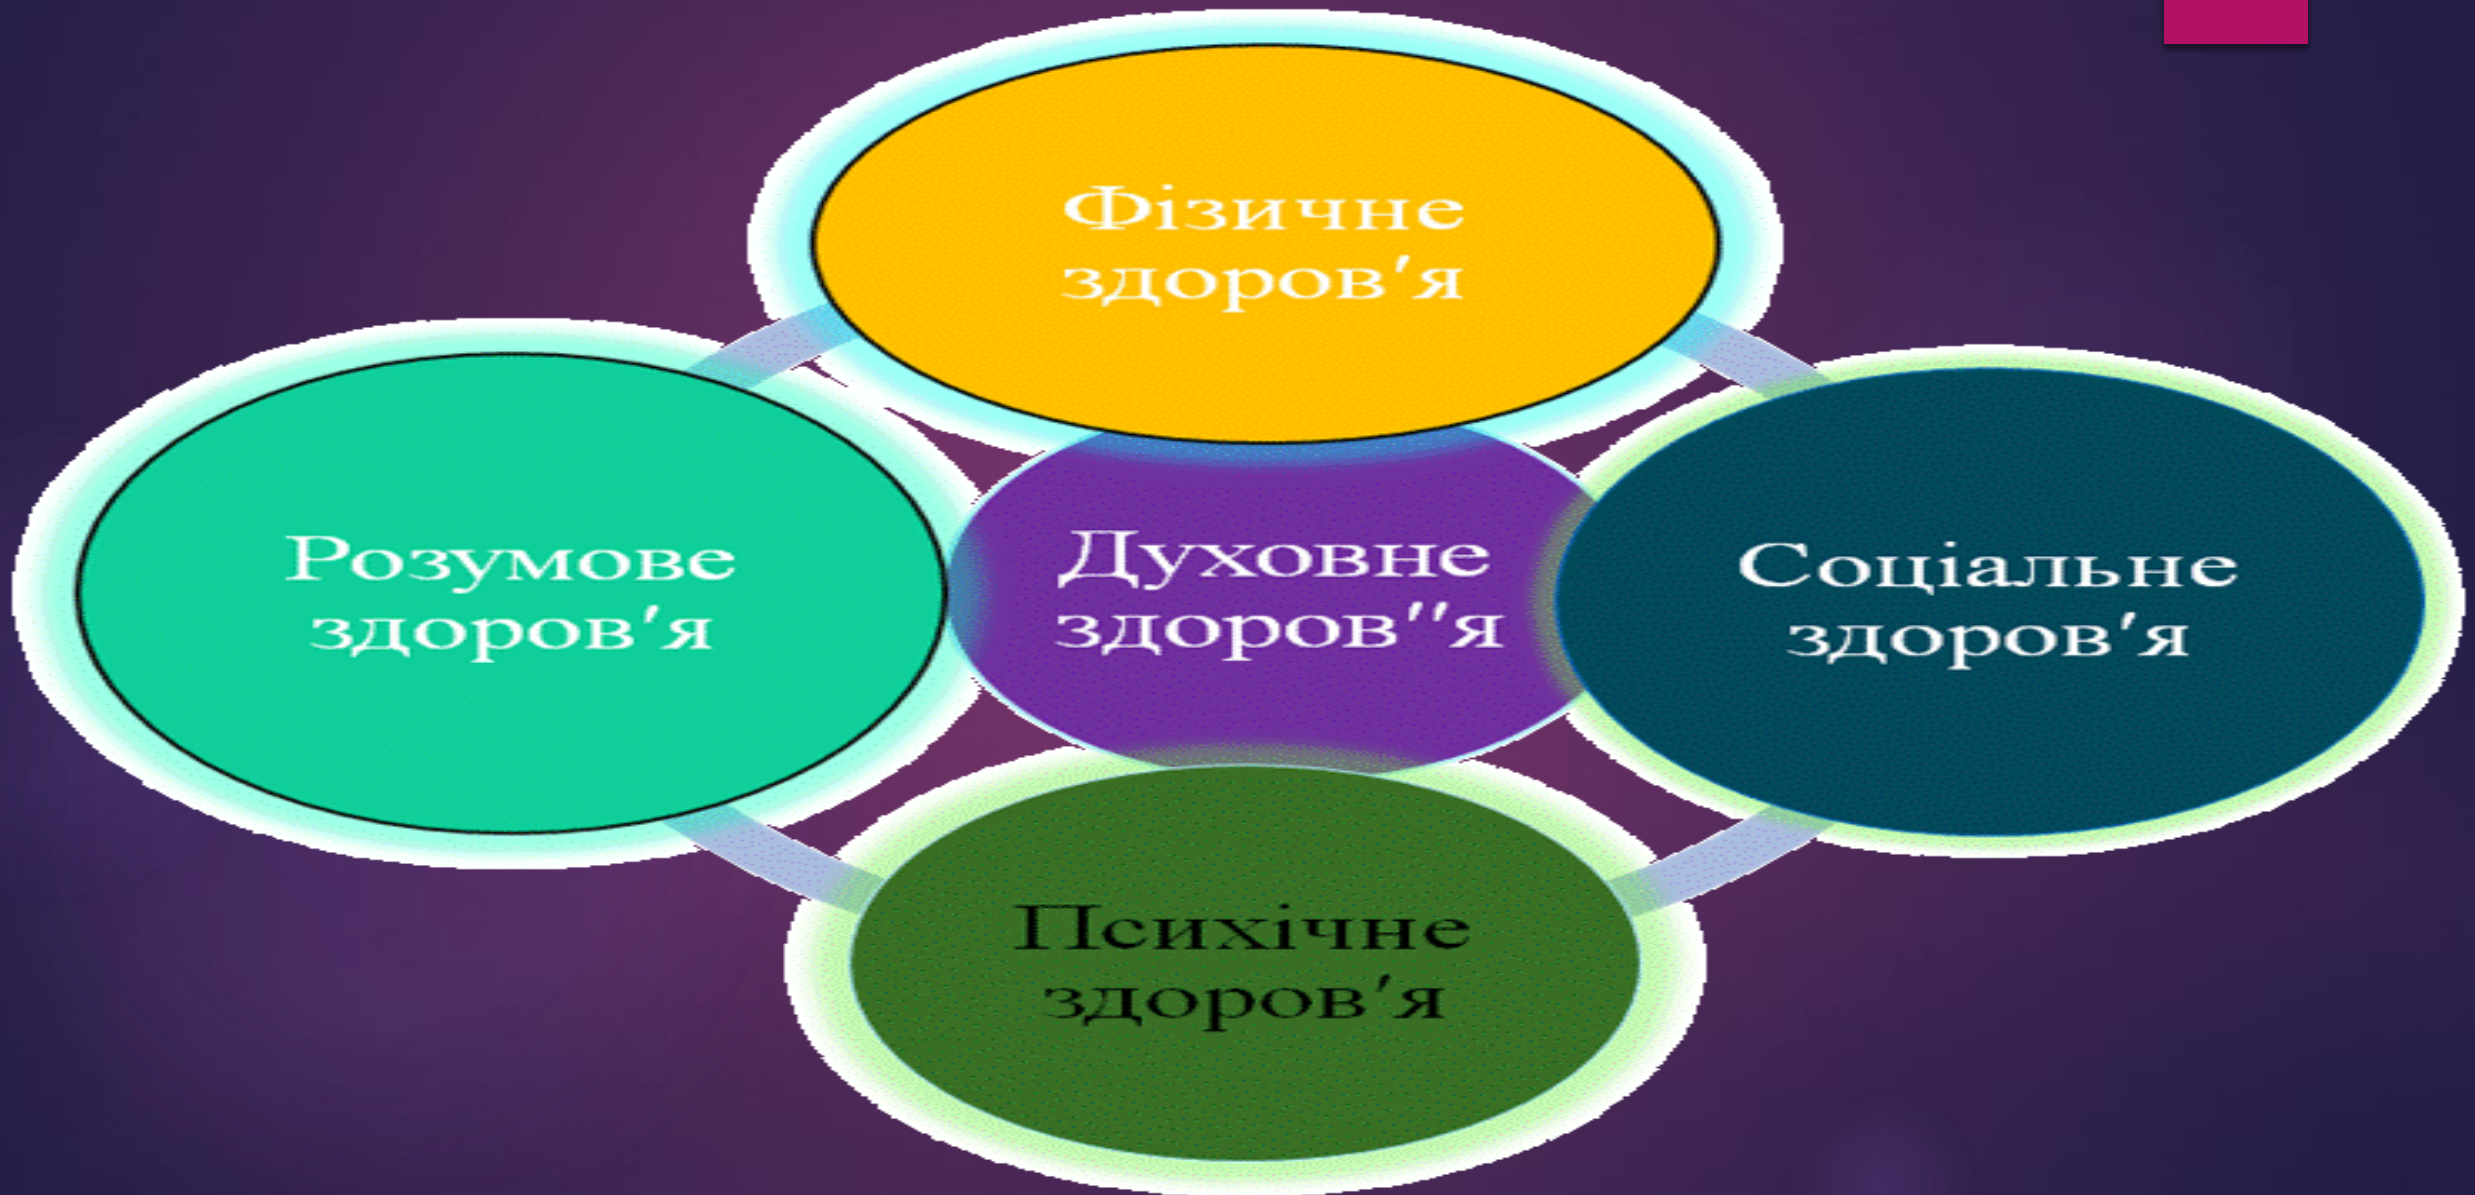 Фізичне
здоров′я
Розумове
здоров′я
Духовне
здоров′′я
Соціальне
здоров′я
Психічне
здоров′я